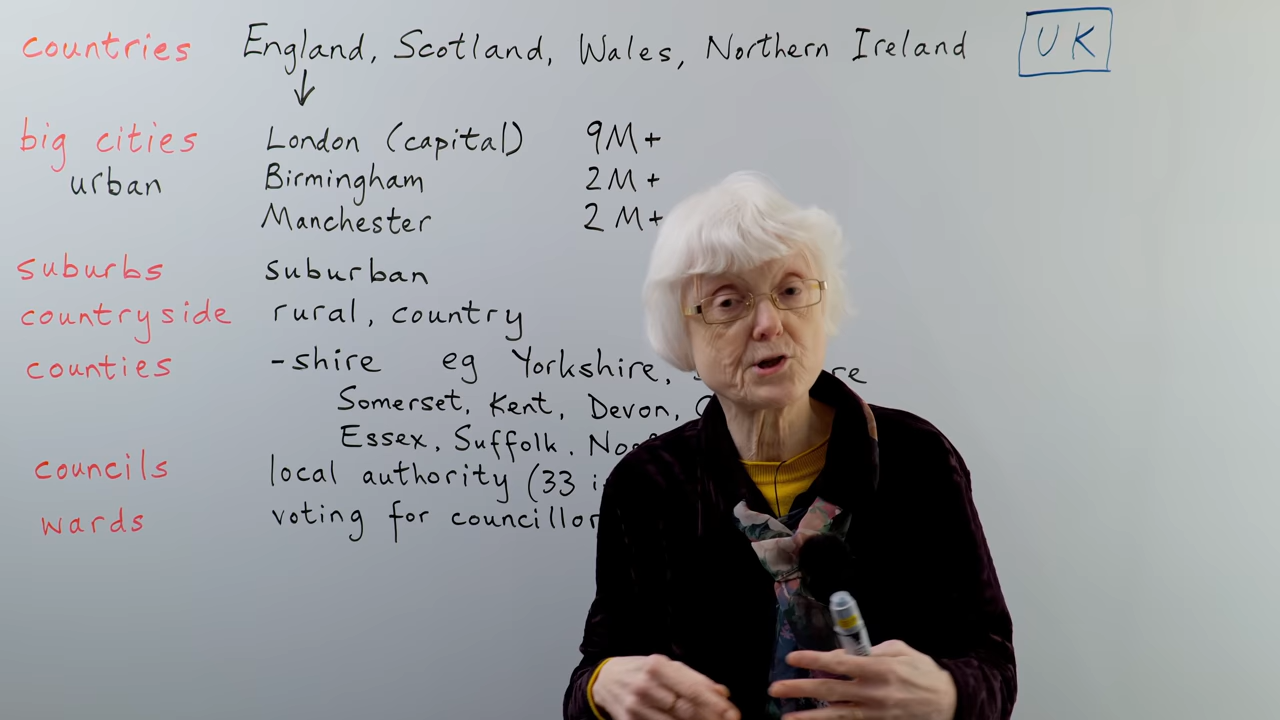 countries England, Scotland, Wales, Northern Ireland UK
big cities London (capital) 9M+
urban Birmingham 2M+
Manchester 2M+
suburbs suburban
countryside rural, country
counties -shire eg Yorkshire,
Somerset, Kent, Devon,
Essex, Suffolk,
councils local authority (33
wards voting for